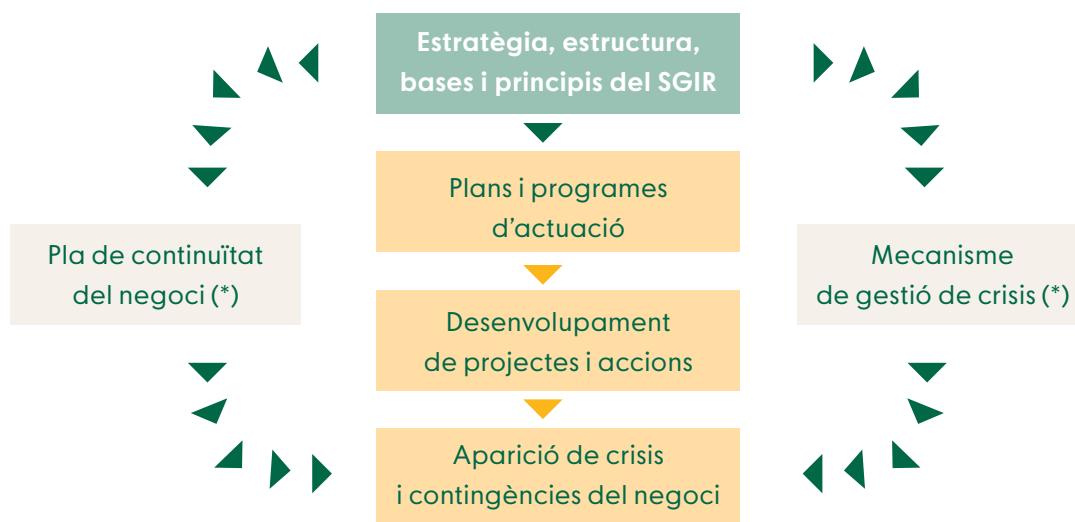 Estratègia, estructura,
bases i principis del SGIR
Plans i programes
d’actuació
Pla de continuïtat
del negoci (*)
Mecanisme
de gestió de crisis (*)
Desenvolupament
de projectes i accions
Aparició de crisis
i contingències del negoci